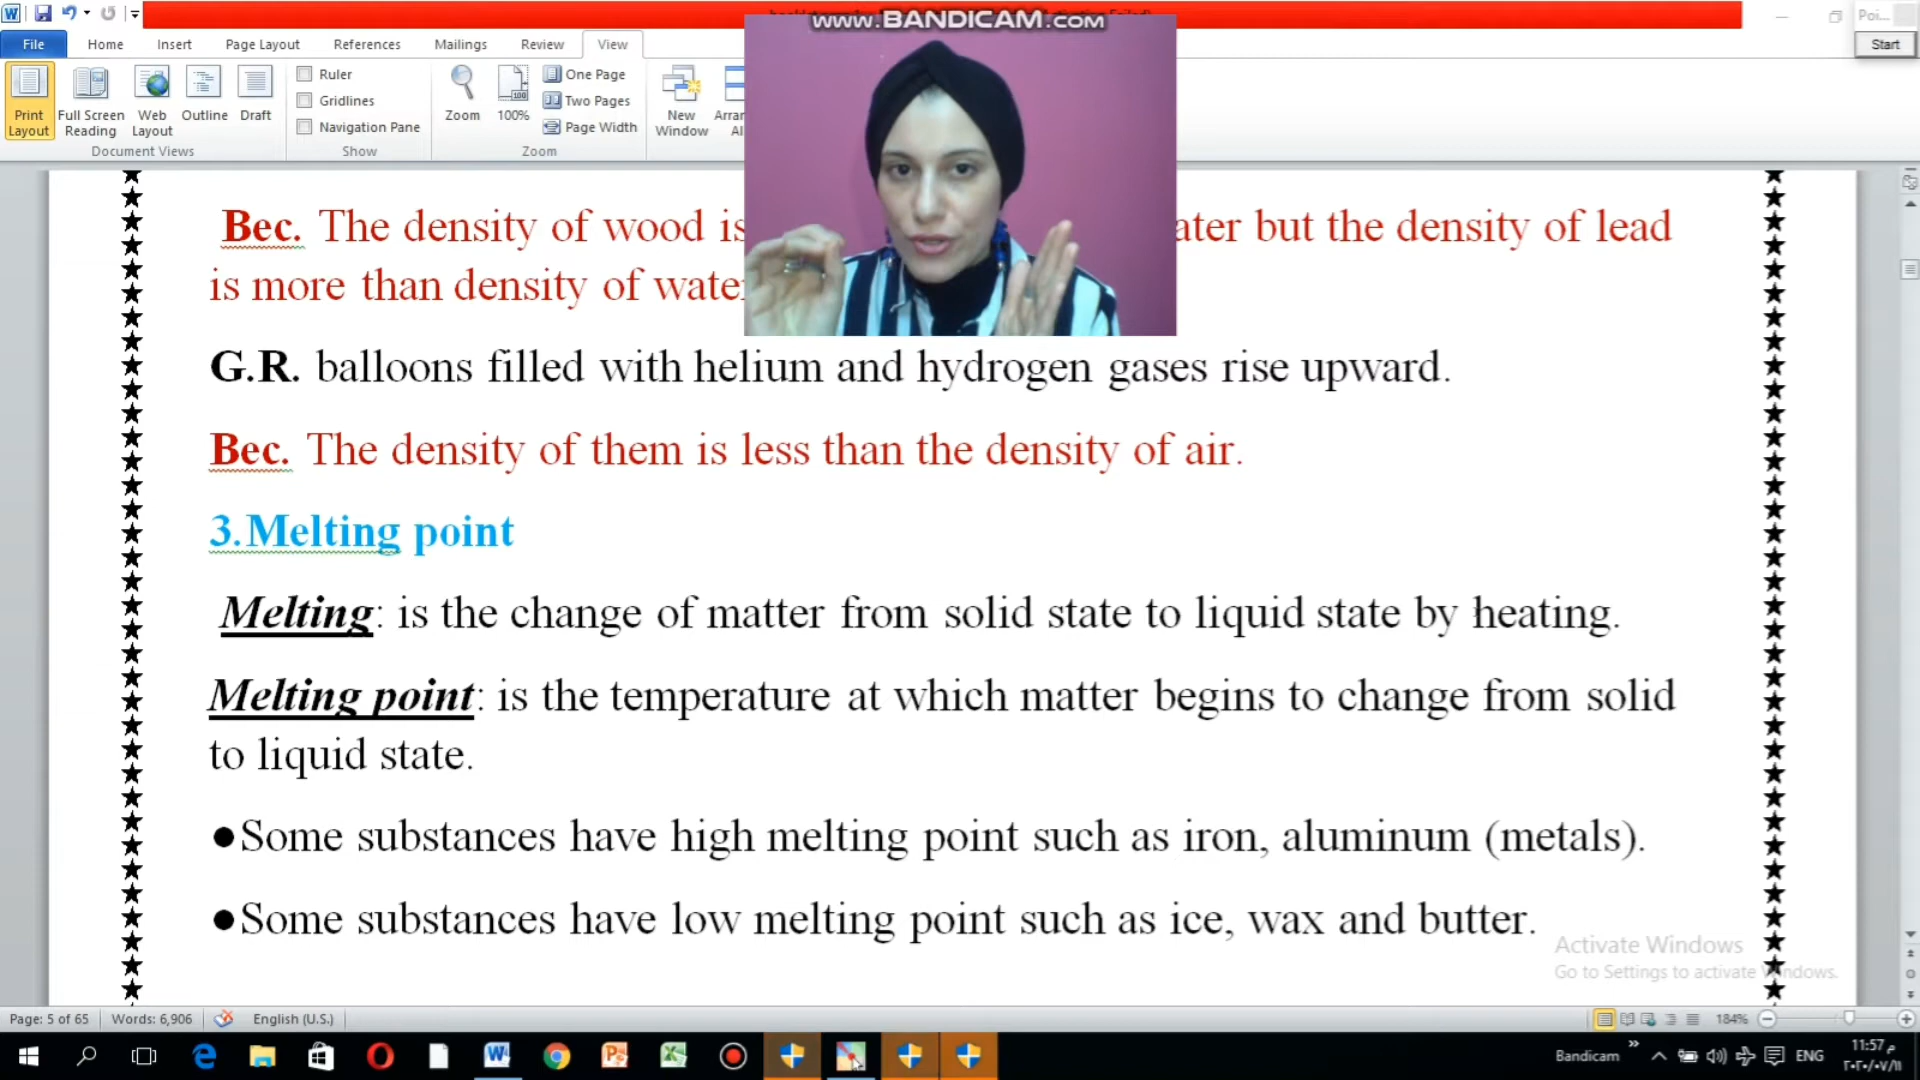 WWW.BANDICAM.COM
Poi...
File Home Insert Page Layout References Mailings Review View
Start
Ruler
Gridlines
Navigation Pane
One Page
Two Pages
Page Width
Print Layout
Full Screen Reading
Web Layout
Outline
Draft
Zoom
100%
New Window
Document Views
Show
Zoom
Bec. The density of wood is
ater but the density of lead
is more than density of wate
G.R. balloons filled with helium and hydrogen gases rise upward.
Bec. The density of them is less than the density of air.
3.Melting point
Melting: is the change of matter from solid state to liquid state by heating.
Melting point: is the temperature at which matter begins to change from solid
to liquid state.
●Some substances have high melting point such as iron, aluminum (metals).
●Some substances have low melting point such as ice, wax and butter.
Activate Windows
Go to Settings to activate Windows.
Page: 5 of 65 Words: 6,906 English (U.S.) 184%
Bandicam ENG
11:57 م